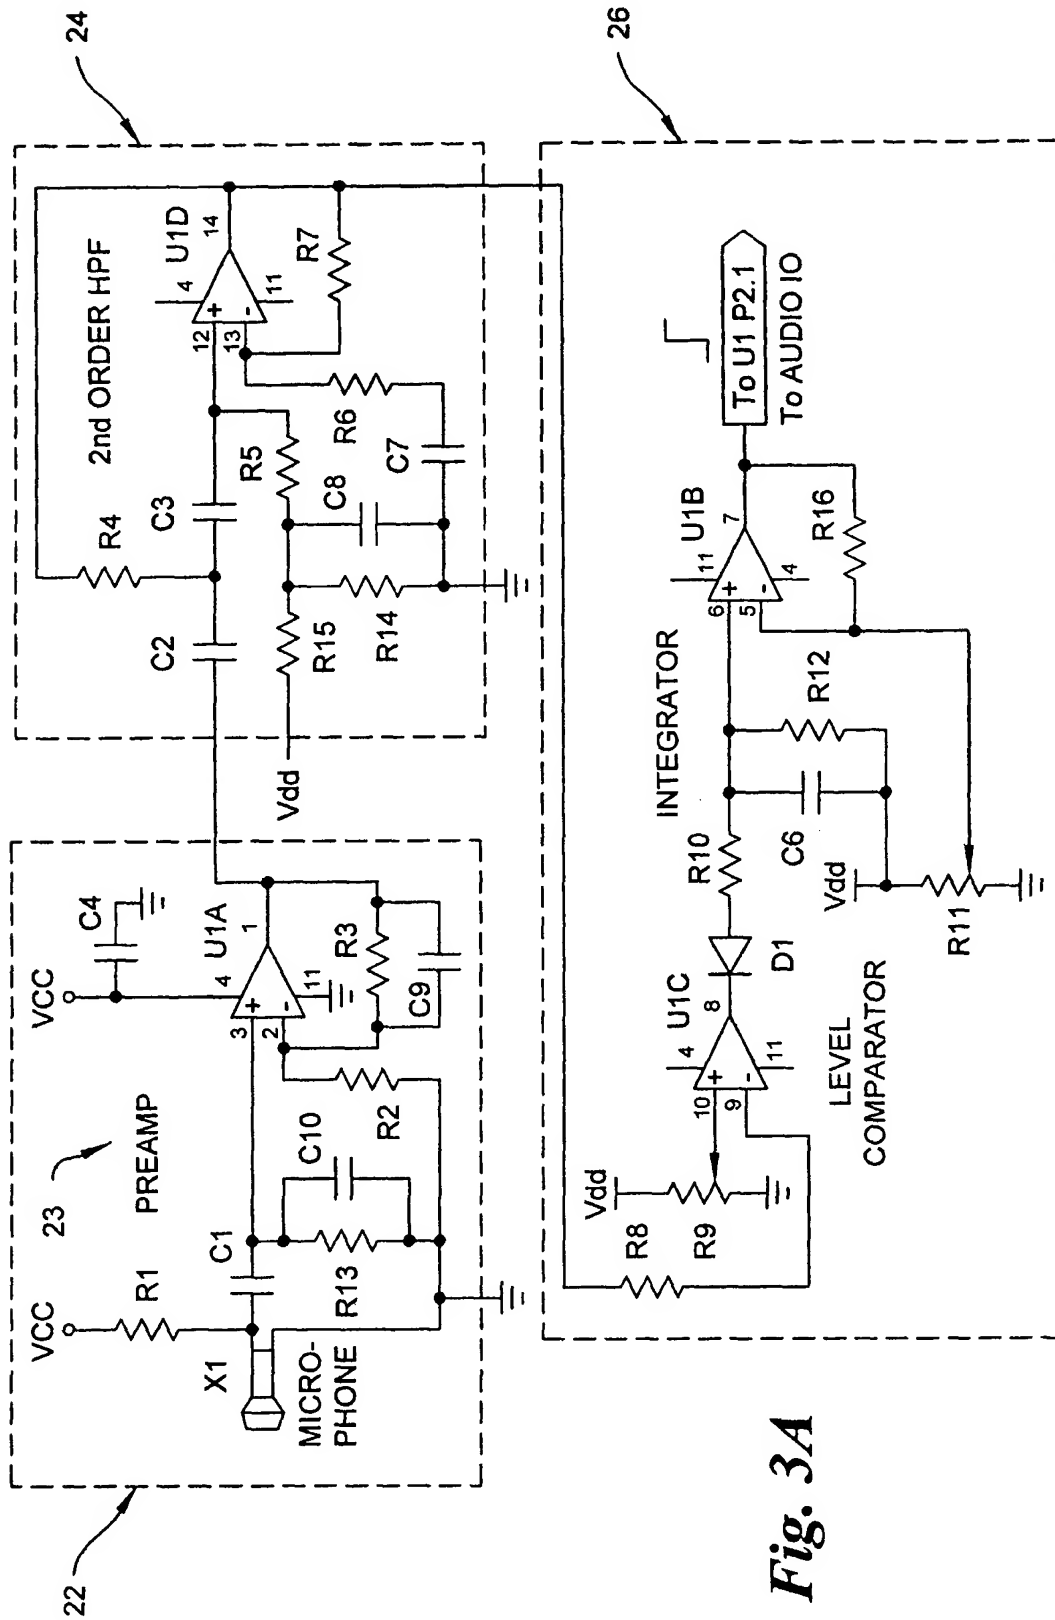 24
2nd ORDER HPF
U1D
14
4
+
12
-
13
11
R7
R4
C3
C2
R5
R6
C8
C7
R15
R14
Vdd
22
23
PREAMP
VCC
R1
X1
MICRO-
PHONE
C1
C10
R13
R2
VCC
C4
U1A
4
1
3
+
2
-
11
R3
C9
26
Vdd
R8
R9
LEVEL
COMPARATOR
U1C
4
8
10
+
9
-
11
D1
R10
INTEGRATOR
C6
R12
Vdd
R11
U1B
11
7
6
+
5
-
4
R16
To U1 P2.1
To AUDIO IO
Fig. 3A